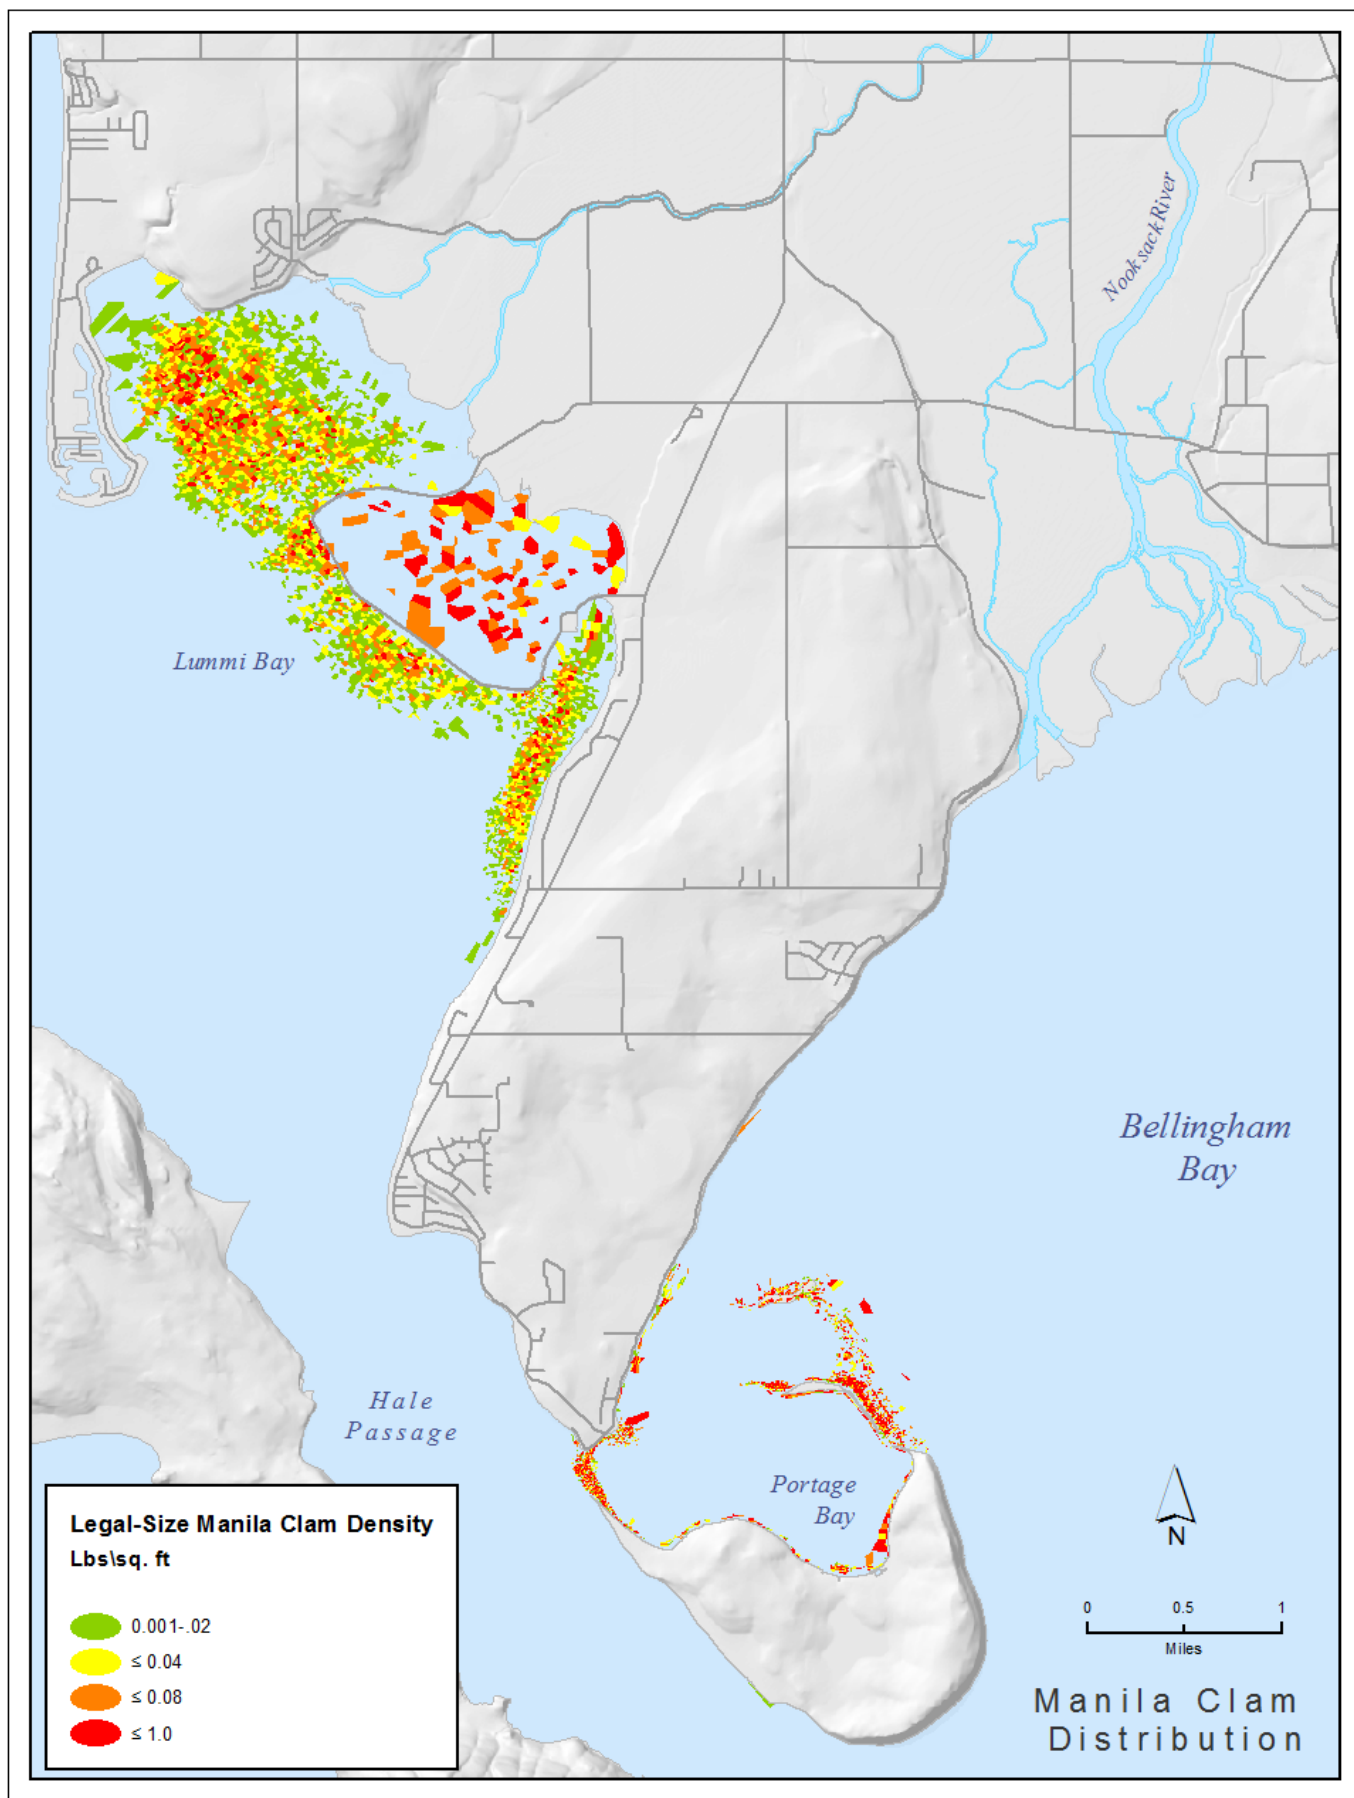 Nooksack River
Lummi Bay
Bellingham
Bay
Hale
Passage
Portage
Bay
Legal-Size Manila Clam Density
Lbs\sq. ft
0.001-.02
≤ 0.04
≤ 0.08
≤ 1.0
N
0 0.5 1
Miles
Manila Clam
Distribution